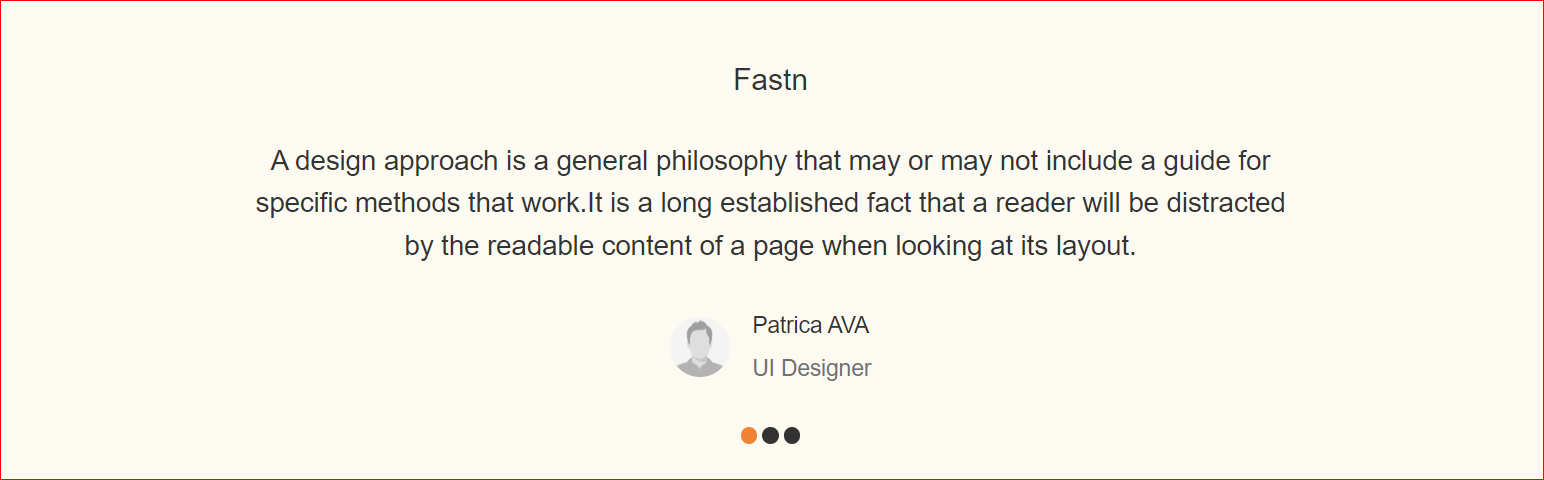 Fastn
A design approach is a general philosophy that may or may not include a guide for
specific methods that work.It is a long established fact that a reader will be distracted
by the readable content of a page when looking at its layout.
Patrica AVA
UI Designer